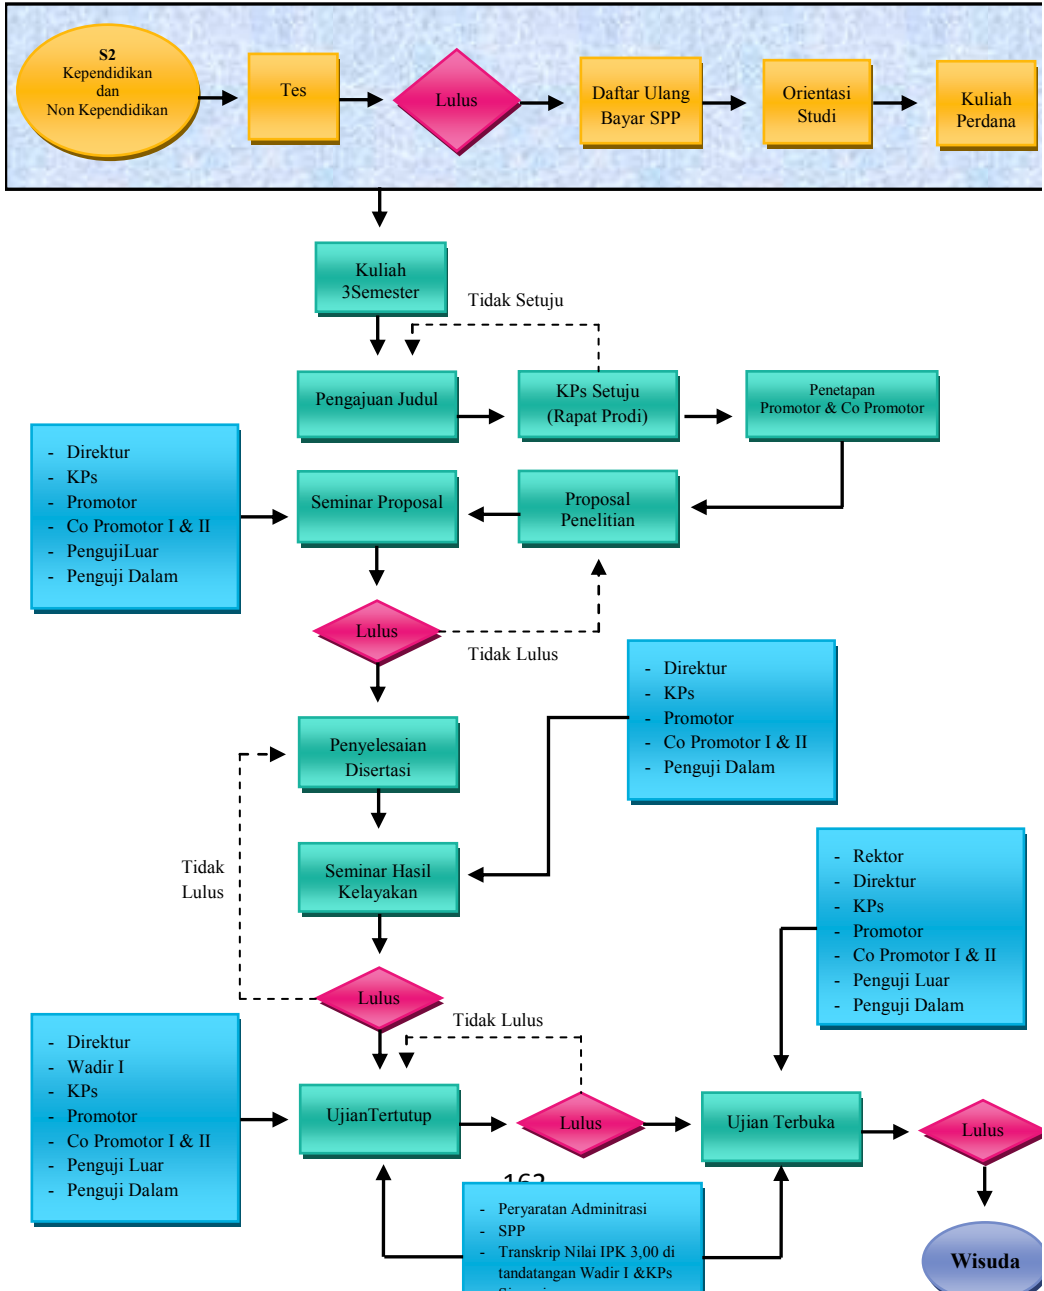 S2
Kependidikan
dan
Non Kependidikan
Tes
Lulus
Daftar Ulang
Bayar SPP
Orientasi
Studi
Kuliah
Perdana
Kuliah
3Semester
Tidak Setuju
Pengajuan Judul
KPs Setuju
(Rapat Prodi)
Penetapan
Promotor & Co Promotor
- Direktur
- KPs
- Promotor
- Co Promotor I & II
- PengujiLuar
- Penguji Dalam
Seminar Proposal
Proposal
Penelitian
Lulus
Tidak Lulus
- Direktur
- KPs
- Promotor
- Co Promotor I & II
- Penguji Dalam
Penyelesaian
Disertasi
Tidak
Lulus
Seminar Hasil
Kelayakan
- Rektor
- Direktur
- KPs
- Promotor
- Co Promotor I & II
- Penguji Luar
- Penguji Dalam
Lulus
Tidak Lulus
- Direktur
- Wadir I
- KPs
- Promotor
- Co Promotor I & II
- Penguji Luar
- Penguji Dalam
UjianTertutup
Lulus
Ujian Terbuka
Lulus
- Peryaratan Adminitrasi
- SPP
- Transkrip Nilai IPK 3,00 di
tandatangan Wadir I &KPs
Wisuda